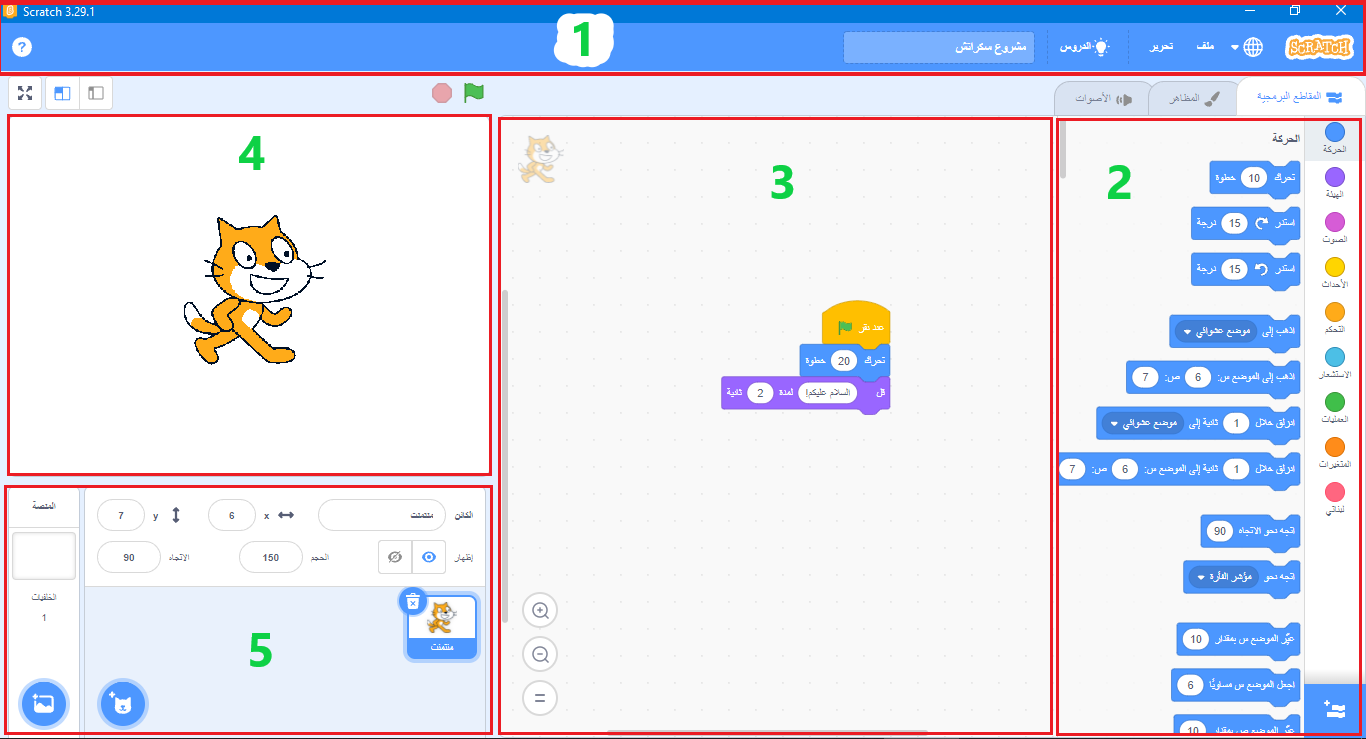 Scratch 3.29.1
1
SCRATCH
ملف
تحرير
الدروس
مشروع سكراتش
?
المقاطع البرمجية
المظاهر
الأصوات
2
الحركة
الهيئة
الصوت
الأحداث
التحكم
الاستشعار
العمليات
المتغيرات
لبناتي
الحركة
تحرك 10 خطوة
استدر 15 درجة
استدر 15 درجة
اذهب إلى موضع عشوائي
اذهب إلى الموضع س: 6 ص: 7
انزلق خلال 1 ثانية إلى موضع عشوائي
انزلق خلال 1 ثانية إلى الموضع س: 6 ص: 7
اتجه نحو الاتجاه 90
اتجه نحو مؤشر الفأرة
غيّر الموضع س بمقدار 10
اجعل الموضع س مساويًا 6
غيّر الموضع ص بمقدار 10
3
عند نقر
تحرك 20 خطوة
قل السلام عليكم! لمدة 2 ثانية
4
5
الكائن
x 6
y 7
إظهار
الحجم 150
الاتجاه 90
المنصة
الخلفيات
1